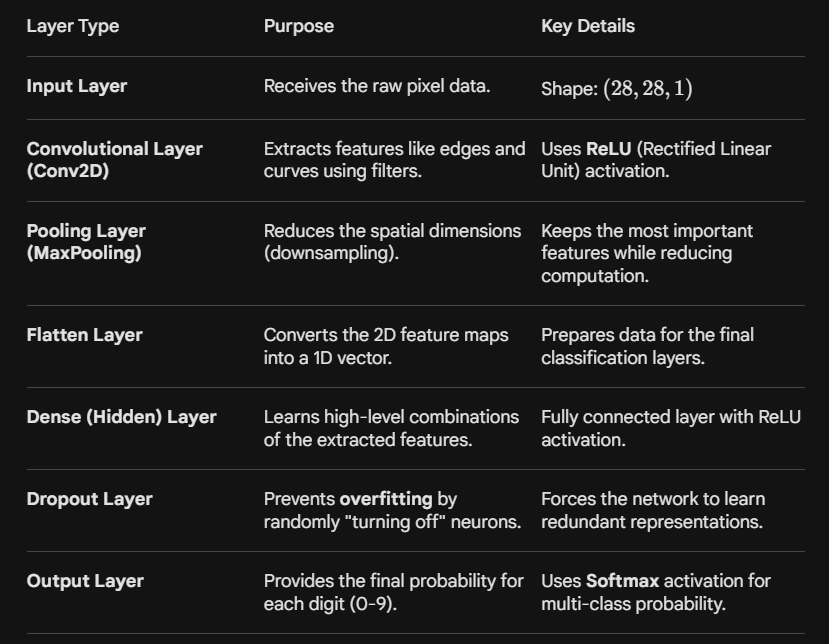 Layer Type Purpose Key Details
Input Layer Receives the raw pixel data. Shape: (28, 28, 1)
Convolutional Layer Extracts features like edges and Uses ReLU (Rectified Linear
(Conv2D) curves using filters. Unit) activation.
Pooling Layer Reduces the spatial dimensions Keeps the most important
(MaxPooling) (downsampling). features while reducing
computation.
Flatten Layer Converts the 2D feature maps Prepares data for the final
into a 1D vector. classification layers.
Dense (Hidden) Layer Learns high-level combinations Fully connected layer with ReLU
of the extracted features. activation.
Dropout Layer Prevents overfitting by Forces the network to learn
randomly "turning off" neurons. redundant representations.
Output Layer Provides the final probability for Uses Softmax activation for
each digit (0-9). multi-class probability.